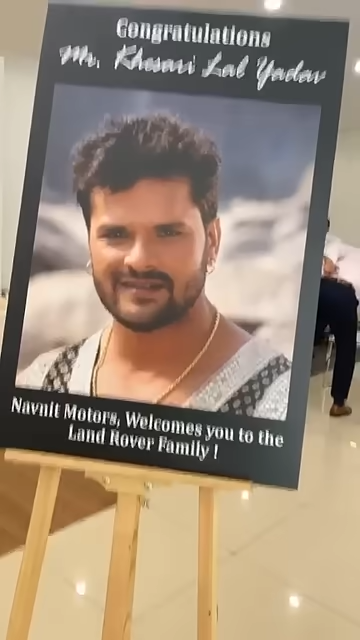 Congratulations
Mr. Khesari Lal Yadav
Navnit Motors, Welcomes you to the
Land Rover Family !